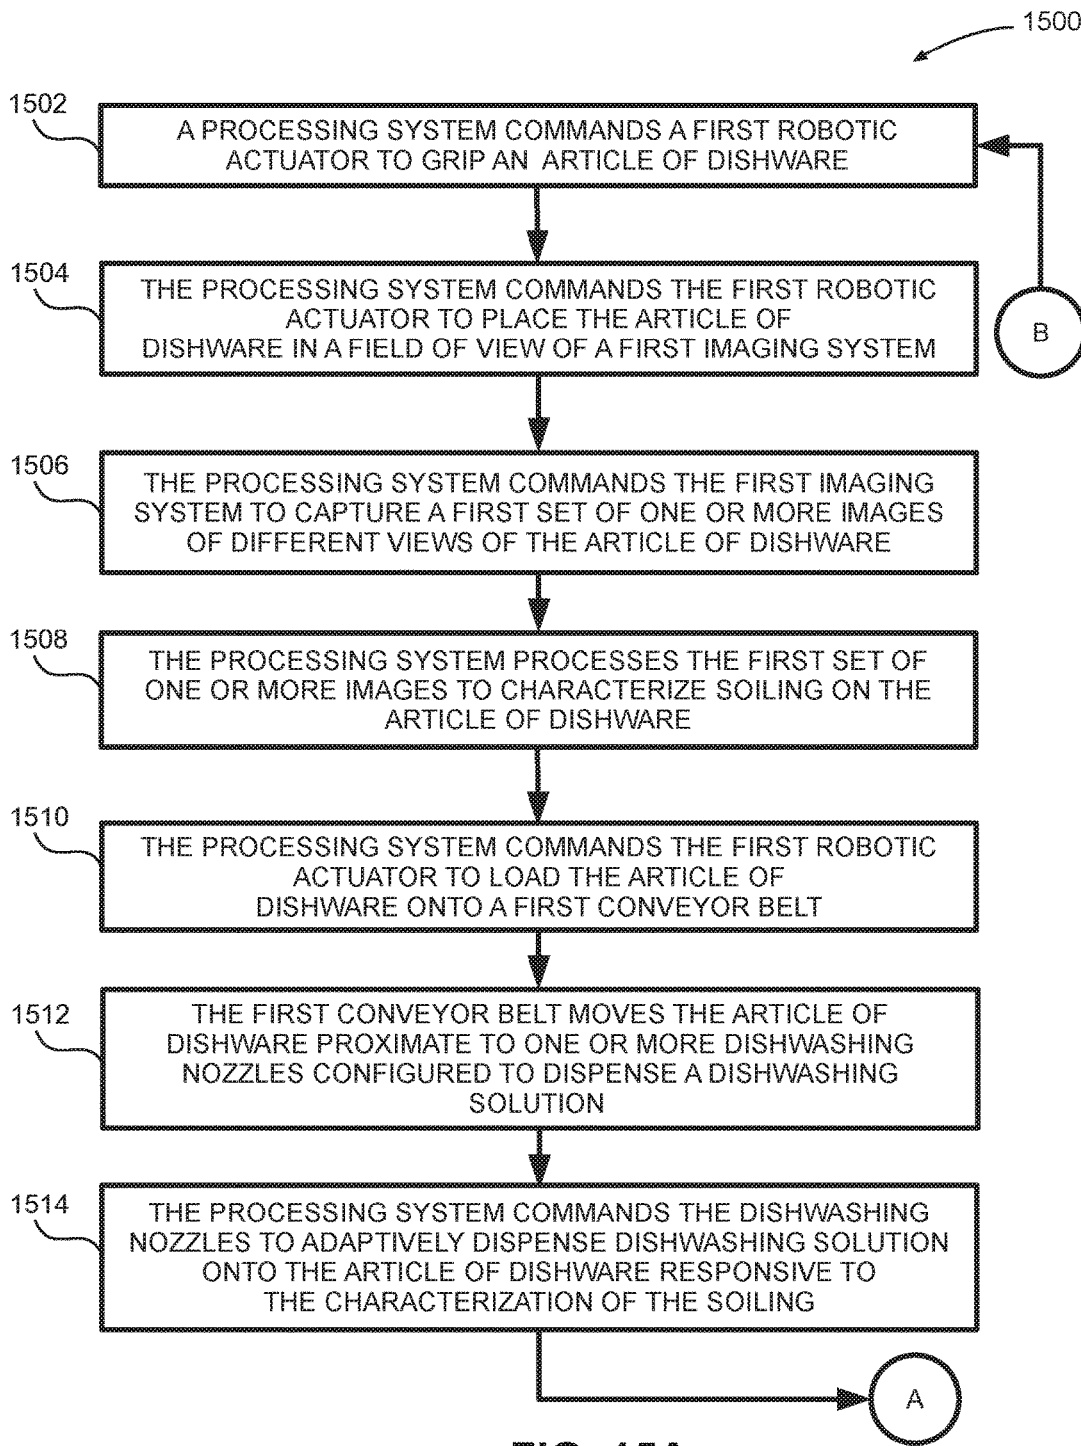 1500
1502
A PROCESSING SYSTEM COMMANDS A FIRST ROBOTIC
ACTUATOR TO GRIP AN ARTICLE OF DISHWARE
1504
THE PROCESSING SYSTEM COMMANDS THE FIRST ROBOTIC
ACTUATOR TO PLACE THE ARTICLE OF
DISHWARE IN A FIELD OF VIEW OF A FIRST IMAGING SYSTEM
B
1506
THE PROCESSING SYSTEM COMMANDS THE FIRST IMAGING
SYSTEM TO CAPTURE A FIRST SET OF ONE OR MORE IMAGES
OF DIFFERENT VIEWS OF THE ARTICLE OF DISHWARE
1508
THE PROCESSING SYSTEM PROCESSES THE FIRST SET OF
ONE OR MORE IMAGES TO CHARACTERIZE SOILING ON THE
ARTICLE OF DISHWARE
1510
THE PROCESSING SYSTEM COMMANDS THE FIRST ROBOTIC
ACTUATOR TO LOAD THE ARTICLE OF
DISHWARE ONTO A FIRST CONVEYOR BELT
1512
THE FIRST CONVEYOR BELT MOVES THE ARTICLE OF
DISHWARE PROXIMATE TO ONE OR MORE DISHWASHING
NOZZLES CONFIGURED TO DISPENSE A DISHWASHING
SOLUTION
1514
THE PROCESSING SYSTEM COMMANDS THE DISHWASHING
NOZZLES TO ADAPTIVELY DISPENSE DISHWASHING SOLUTION
ONTO THE ARTICLE OF DISHWARE RESPONSIVE TO
THE CHARACTERIZATION OF THE SOILING
A